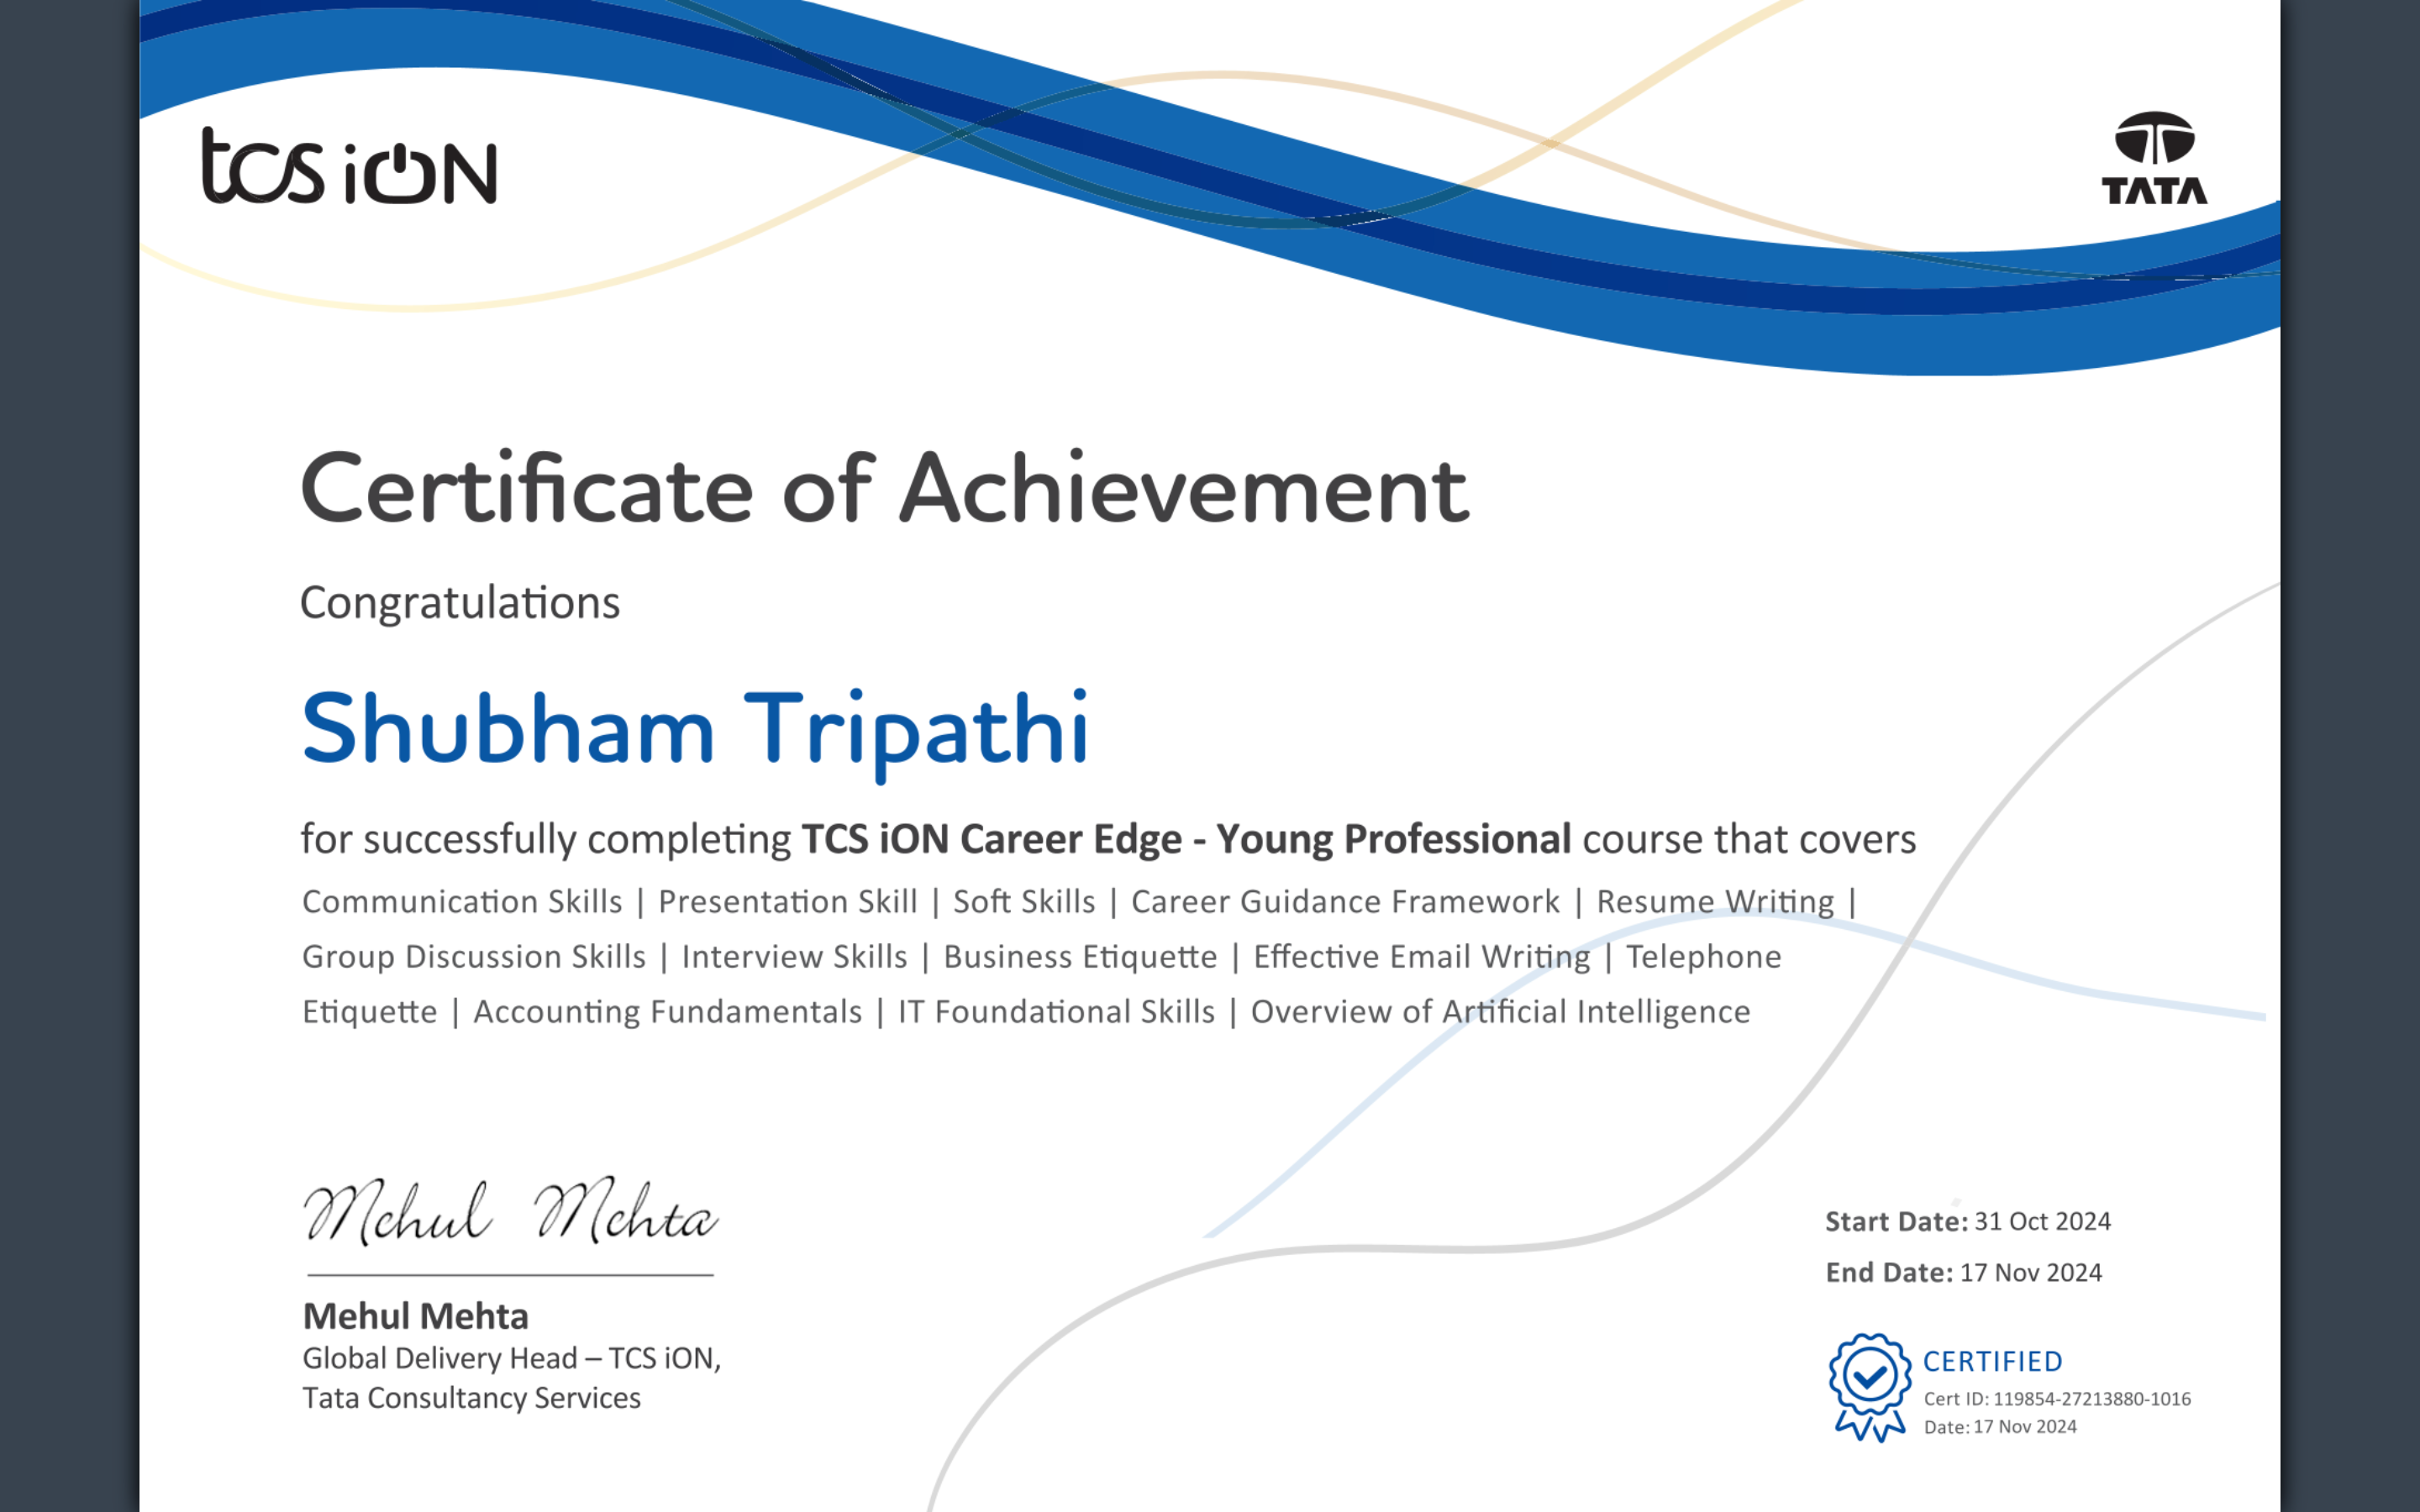 tcs iON
TATA
Certificate of Achievement
Congratulations
Shubham Tripathi
for successfully completing TCS iON Career Edge - Young Professional course that covers
Communication Skills | Presentation Skill | Soft Skills | Career Guidance Framework | Resume Writing |
Group Discussion Skills | Interview Skills | Business Etiquette | Effective Email Writing | Telephone
Etiquette | Accounting Fundamentals | IT Foundational Skills | Overview of Artificial Intelligence
Mehul Mehta
Mehul Mehta
Global Delivery Head – TCS iON,
Tata Consultancy Services
Start Date: 31 Oct 2024
End Date: 17 Nov 2024
CERTIFIED
Cert ID: 119854-27213880-1016
Date: 17 Nov 2024